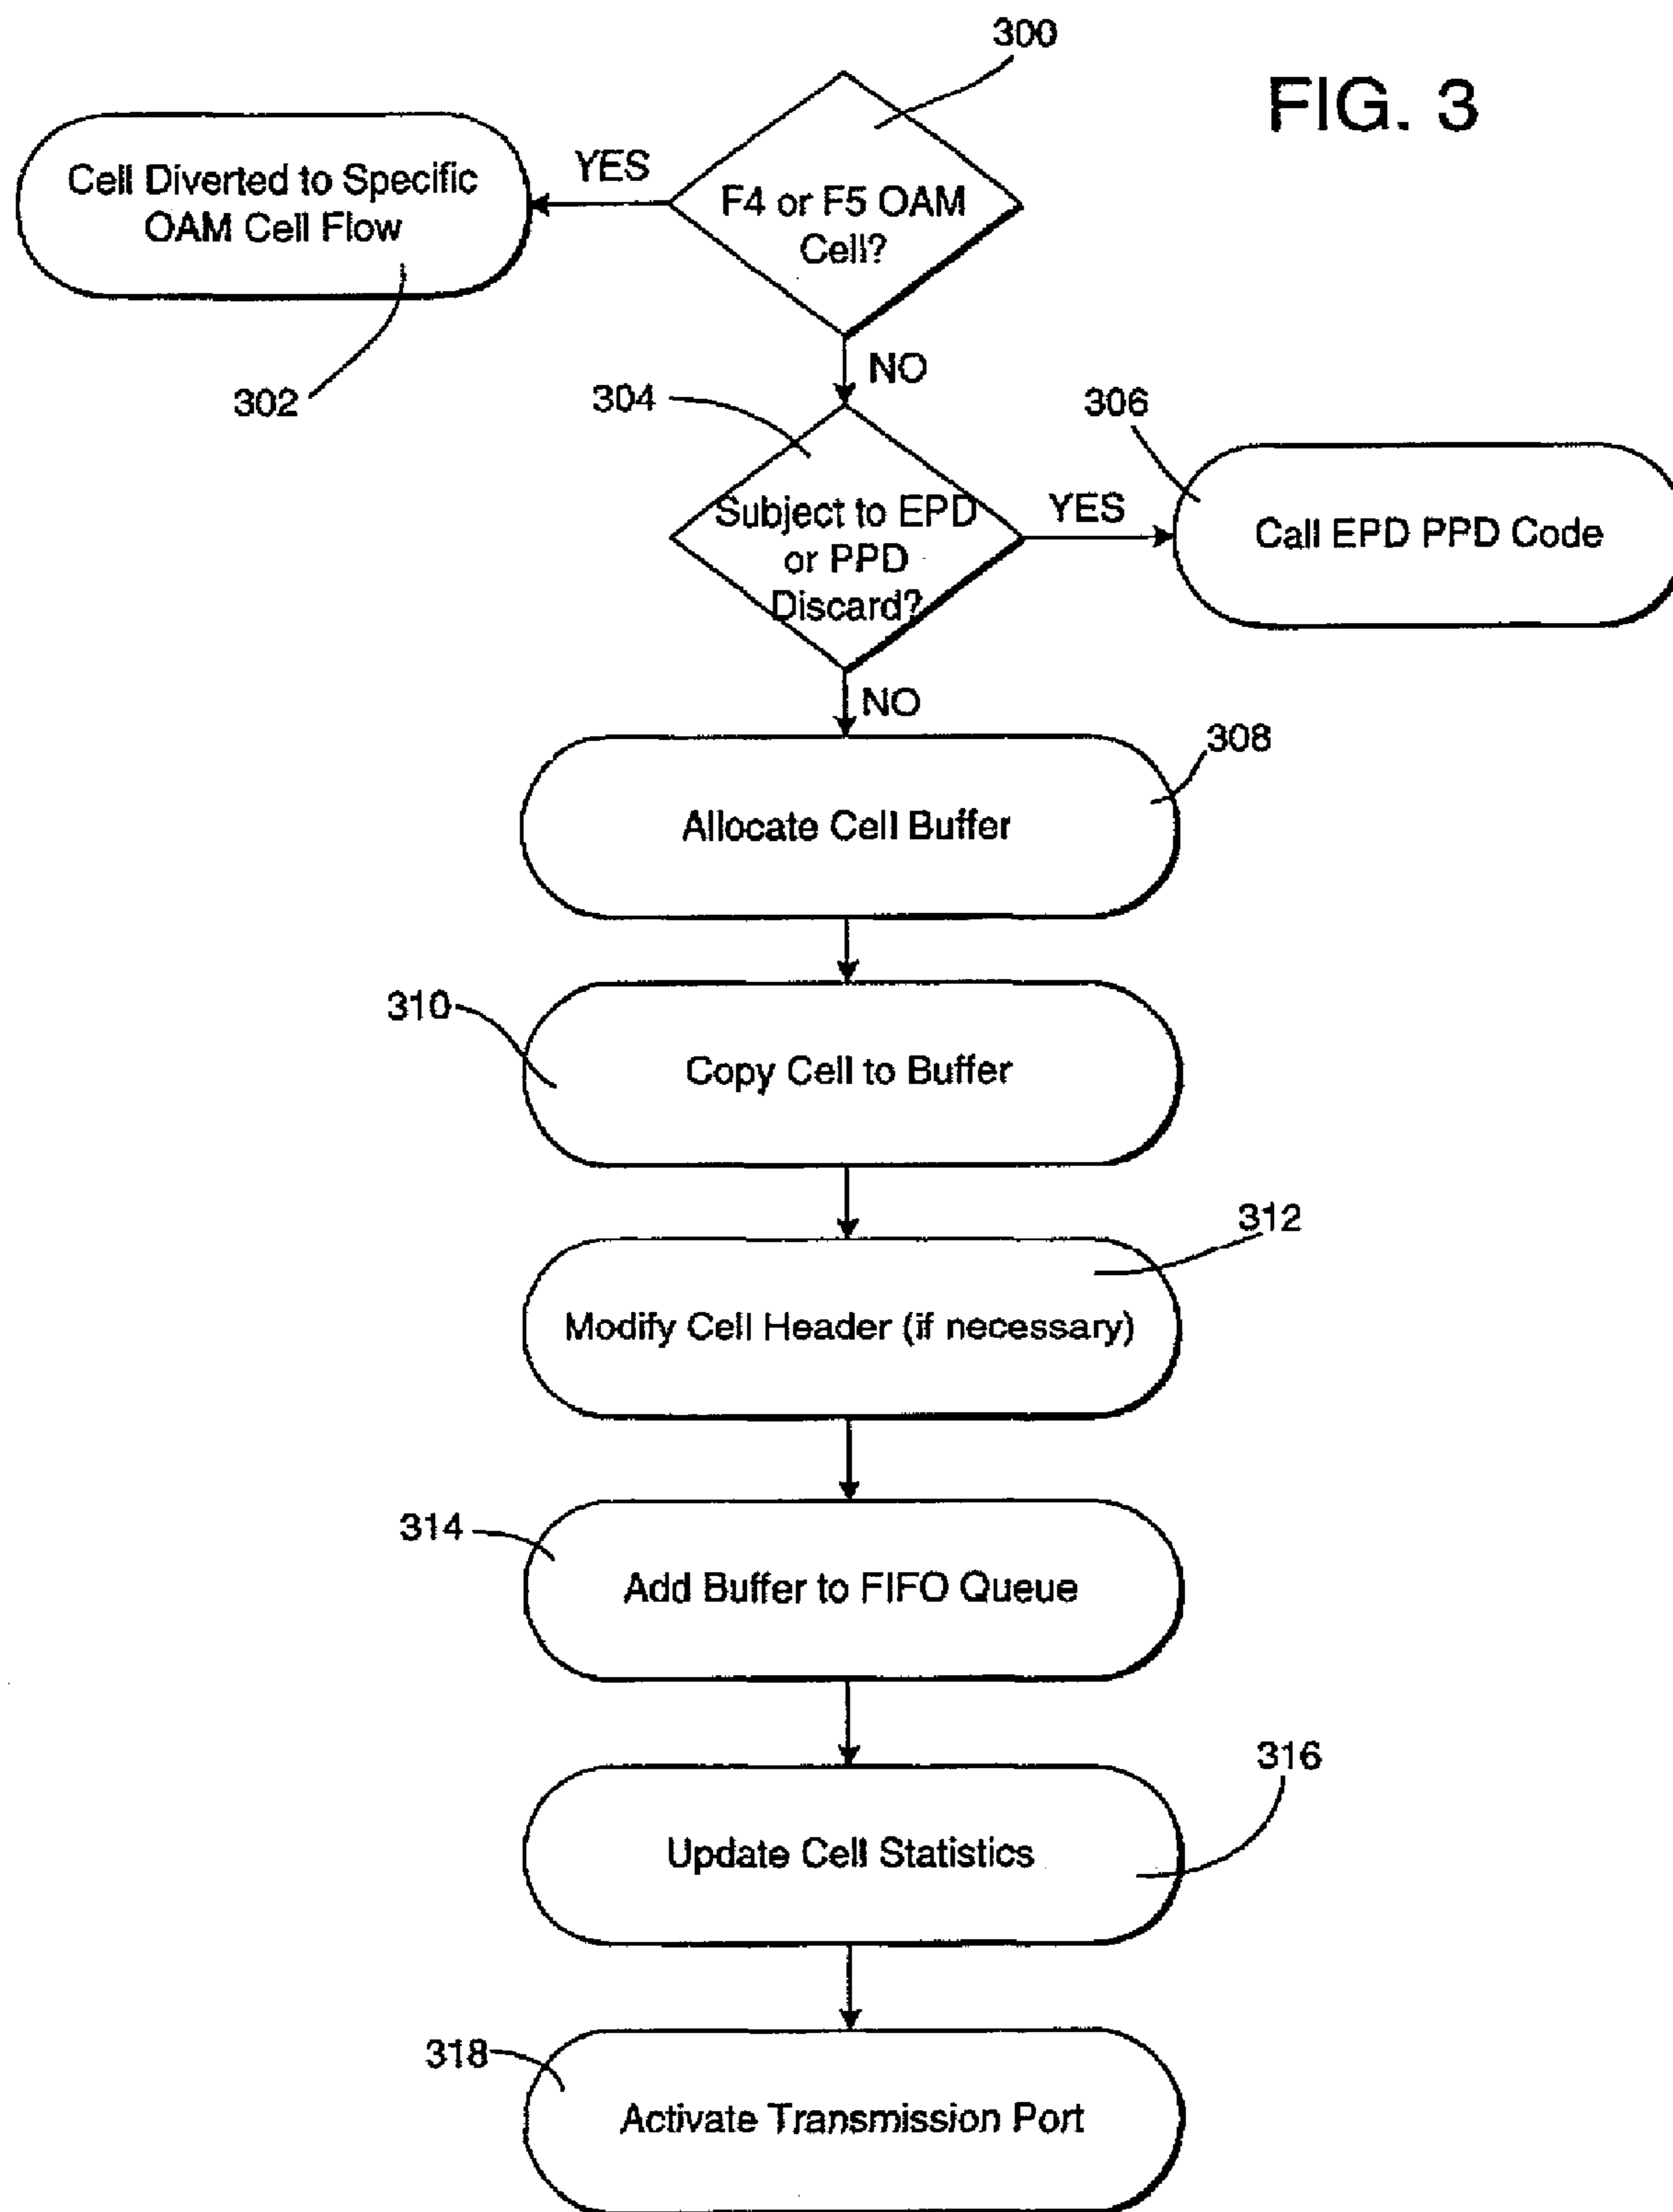 300
FIG. 3
Cell Diverted to Specific
OAM Cell Flow
YES
F4 or F5 OAM
Cell?
302
NO
304
306
Subject to EPD
or PPD
Discard?
YES
Call EPD PPD Code
NO
308
Allocate Cell Buffer
310
Copy Cell to Buffer
312
Modify Cell Header (if necessary)
314
Add Buffer to FIFO Queue
316
Update Cell Statistics
318
Activate Transmission Port